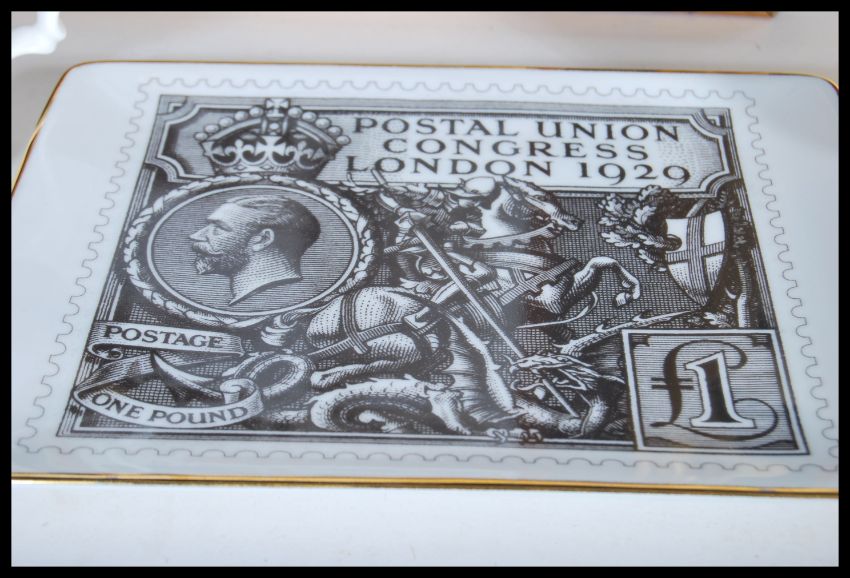 POSTAL UNION
CONGRESS
LONDON 1929
POSTAGE
ONE POUND
£1